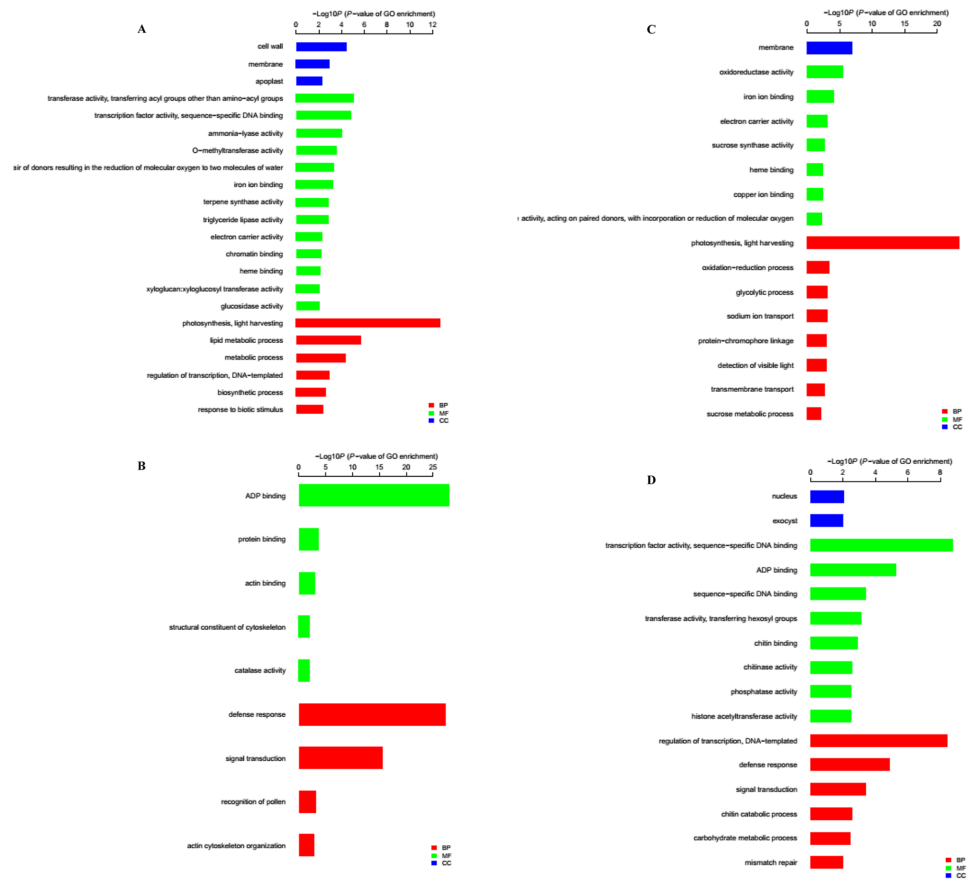 A
−Log10P (P−value of GO enrichment)
0 2 4 6 8 10 12
cell wall
membrane
apoplast
transferase activity, transferring acyl groups other than amino−acyl groups
transcription factor activity, sequence−specific DNA binding
ammonia−lyase activity
O−methyltransferase activity
air of donors resulting in the reduction of molecular oxygen to two molecules of water
iron ion binding
terpene synthase activity
triglyceride lipase activity
electron carrier activity
chromatin binding
heme binding
xyloglucan:xyloglucosyl transferase activity
glucosidase activity
photosynthesis, light harvesting
lipid metabolic process
metabolic process
regulation of transcription, DNA−templated
biosynthetic process
response to biotic stimulus
BP
MF
CC
B
−Log10P (P−value of GO enrichment)
0 5 10 15 20 25
ADP binding
protein binding
actin binding
structural constituent of cytoskeleton
catalase activity
defense response
signal transduction
recognition of pollen
actin cytoskeleton organization
BP
MF
CC
C
−Log10P (P−value of GO enrichment)
0 5 10 15 20
membrane
oxidoreductase activity
iron ion binding
electron carrier activity
sucrose synthase activity
heme binding
copper ion binding
activity, acting on paired donors, with incorporation or reduction of molecular oxygen
photosynthesis, light harvesting
oxidation−reduction process
glycolytic process
sodium ion transport
protein−chromophore linkage
detection of visible light
transmembrane transport
sucrose metabolic process
BP
MF
CC
D
−Log10P (P−value of GO enrichment)
0 2 4 6 8
nucleus
exocyst
transcription factor activity, sequence−specific DNA binding
ADP binding
sequence−specific DNA binding
transferase activity, transferring hexosyl groups
chitin binding
chitinase activity
phosphatase activity
histone acetyltransferase activity
regulation of transcription, DNA−templated
defense response
signal transduction
chitin catabolic process
carbohydrate metabolic process
mismatch repair
BP
MF
CC